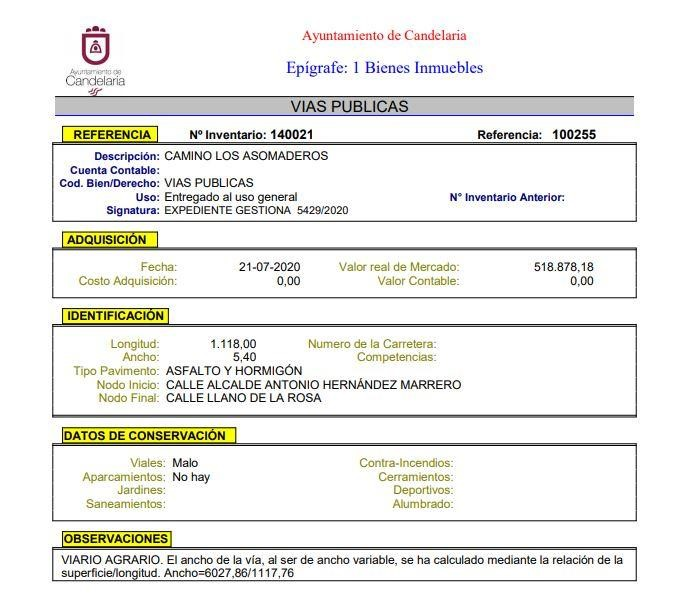 Ayuntamiento de
Candelaria
Ayuntamiento de Candelaria
Epígrafe: 1 Bienes Inmuebles
VIAS PUBLICAS
REFERENCIA Nº Inventario: 140021 Referencia: 100255
Descripción: CAMINO LOS ASOMADEROS
Cuenta Contable:
Cod. Bien/Derecho: VIAS PUBLICAS
Uso: Entregado al uso general N° Inventario Anterior:
Signatura: EXPEDIENTE GESTIONA 5429/2020
ADQUISICIÓN
Fecha: 21-07-2020 Valor real de Mercado: 518.878,18
Costo Adquisición: 0,00 Valor Contable: 0,00
IDENTIFICACIÓN
Longitud: 1.118,00 Numero de la Carretera:
Ancho: 5,40 Competencias:
Tipo Pavimento: ASFALTO Y HORMIGÓN
Nodo Inicio: CALLE ALCALDE ANTONIO HERNÁNDEZ MARRERO
Nodo Final: CALLE LLANO DE LA ROSA
DATOS DE CONSERVACIÓN
Viales: Malo Contra-Incendios:
Aparcamientos: No hay Cerramientos:
Jardines: Deportivos:
Saneamientos: Alumbrado:
OBSERVACIONES
VIARIO AGRARIO. El ancho de la vía, al ser de ancho variable, se ha calculado mediante la relación de la
superficie/longitud. Ancho=6027,86/1117,76